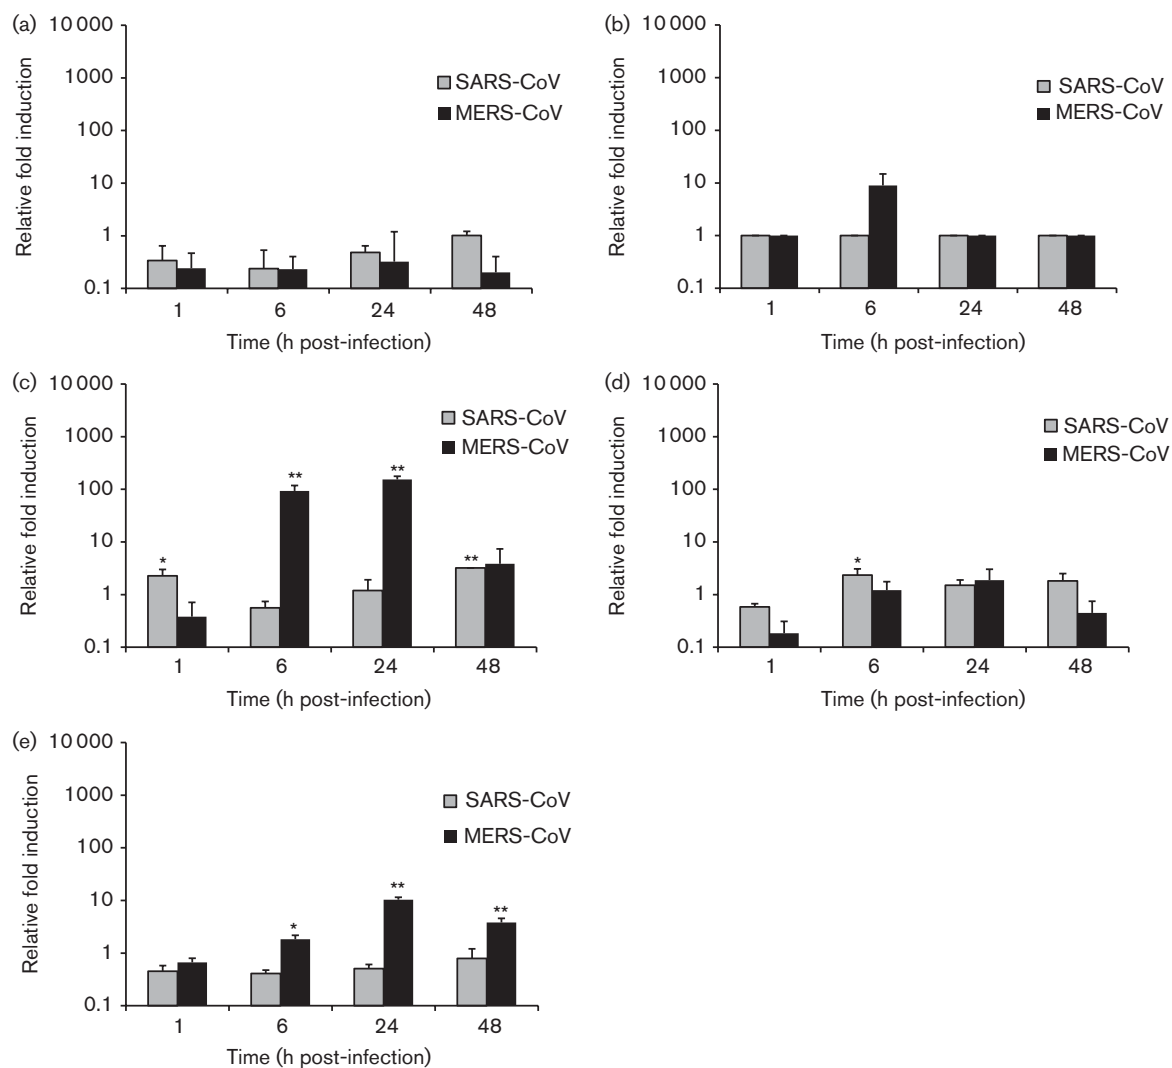 (a)
10 000
1000
100
10
1
0.1
Relative fold induction
SARS-CoV
MERS-CoV
1 6 24 48
Time (h post-infection)
(b)
10 000
1000
100
10
1
0.1
Relative fold induction
SARS-CoV
MERS-CoV
1 6 24 48
Time (h post-infection)
(c)
10 000
1000
100
10
1
0.1
Relative fold induction
SARS-CoV
MERS-CoV
* ** ** **
1 6 24 48
Time (h post-infection)
(d)
10 000
1000
100
10
1
0.1
Relative fold induction
SARS-CoV
MERS-CoV
*
1 6 24 48
Time (h post-infection)
(e)
10 000
1000
100
10
1
0.1
Relative fold induction
SARS-CoV
MERS-CoV
* ** **
1 6 24 48
Time (h post-infection)